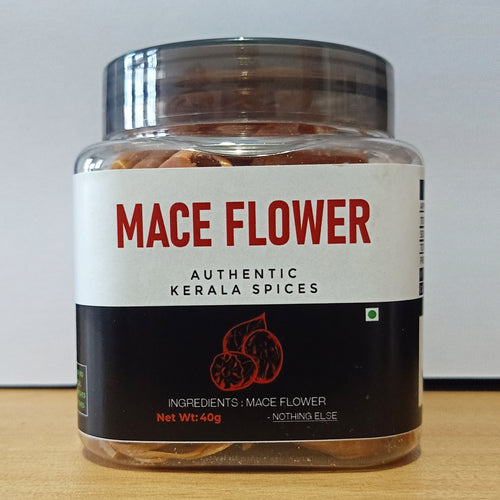 MACE FLOWER
AUTHENTIC
KERALA SPICES
INGREDIENTS : MACE FLOWER
Net Wt: 40g
- NOTHING ELSE